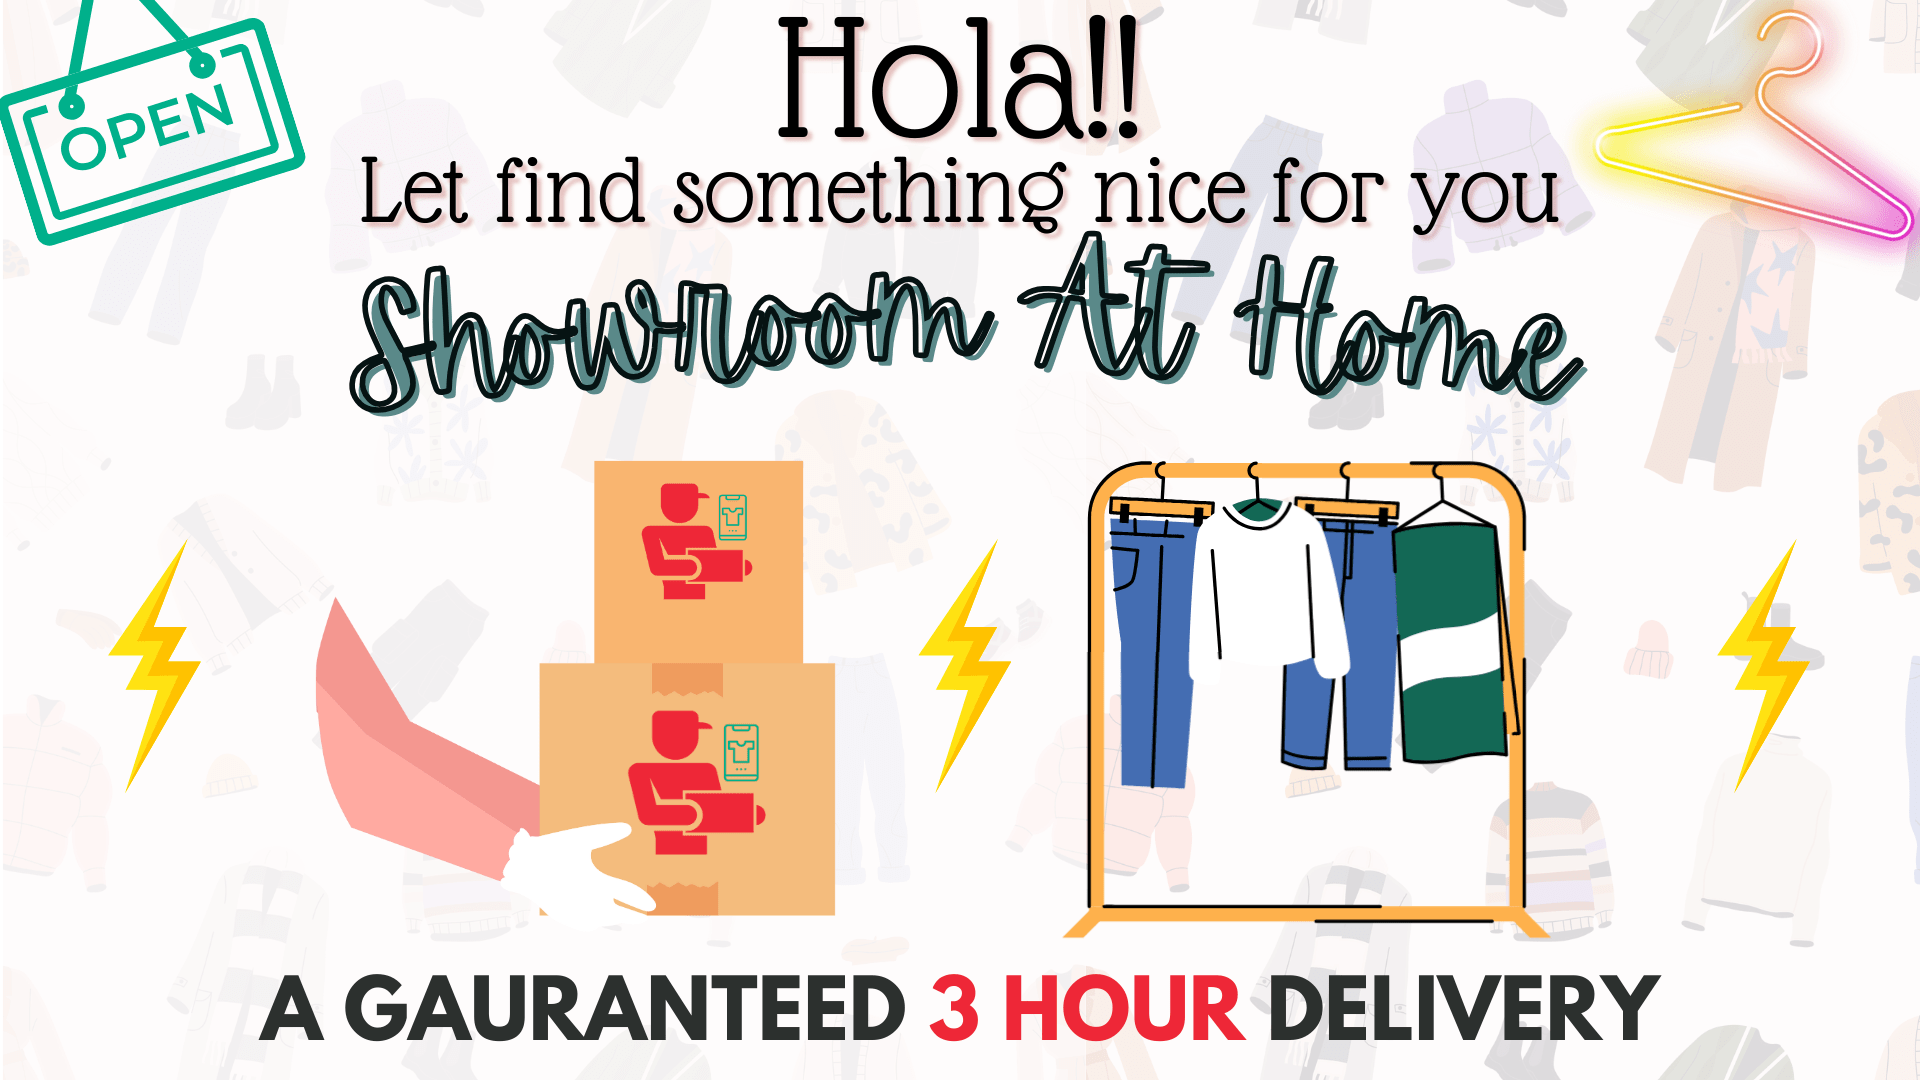 OPEN
Hola!!
Let find something nice for you
Showroom At Home
A GAURANTEED 3 HOUR DELIVERY